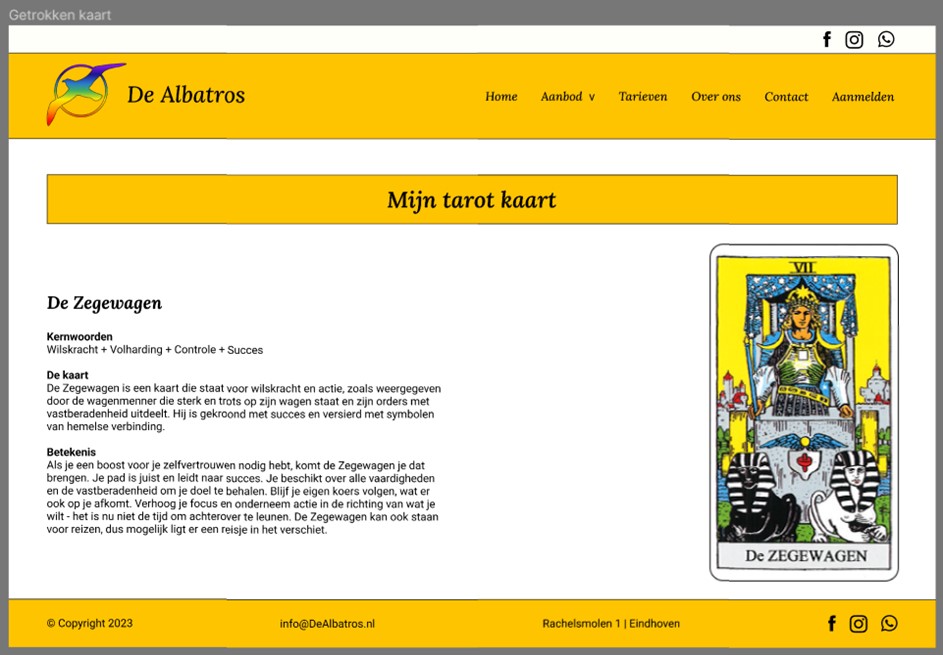 Getrokken kaart
De Albatros
Home Aanbod v Tarieven Over ons Contact Aanmelden
Mijn tarot kaart
De Zegewagen
Kernwoorden
Wilskracht + Volharding + Controle + Succes
De kaart
De Zegewagen is een kaart die staat voor wilskracht en actie, zoals weergegeven
door de wagenmenner die sterk en trots op zijn wagen staat en zijn orders met
vastberadenheid uitdeelt. Hij is gekroond met succes en versierd met symbolen
van hemelse verbinding.
Betekenis
Als je een boost voor je zelfvertrouwen nodig hebt, komt de Zegewagen je dat
brengen. Je pad is juist en leidt naar succes. Je beschikt over alle vaardigheden
en de vastberadenheid om je doel te behalen. Blijf je eigen koers volgen, wat er
ook op je afkomt. Verhoog je focus en onderneem actie in de richting van wat je
wilt - het is nu niet de tijd om achterover te leunen. De Zegewagen kan ook staan
voor reizen, dus mogelijk ligt er een reisje in het verschiet.
VII
De ZEGEWAGEN
© Copyright 2023 info@DeAlbatros.nl Rachelsmolen 1 | Eindhoven